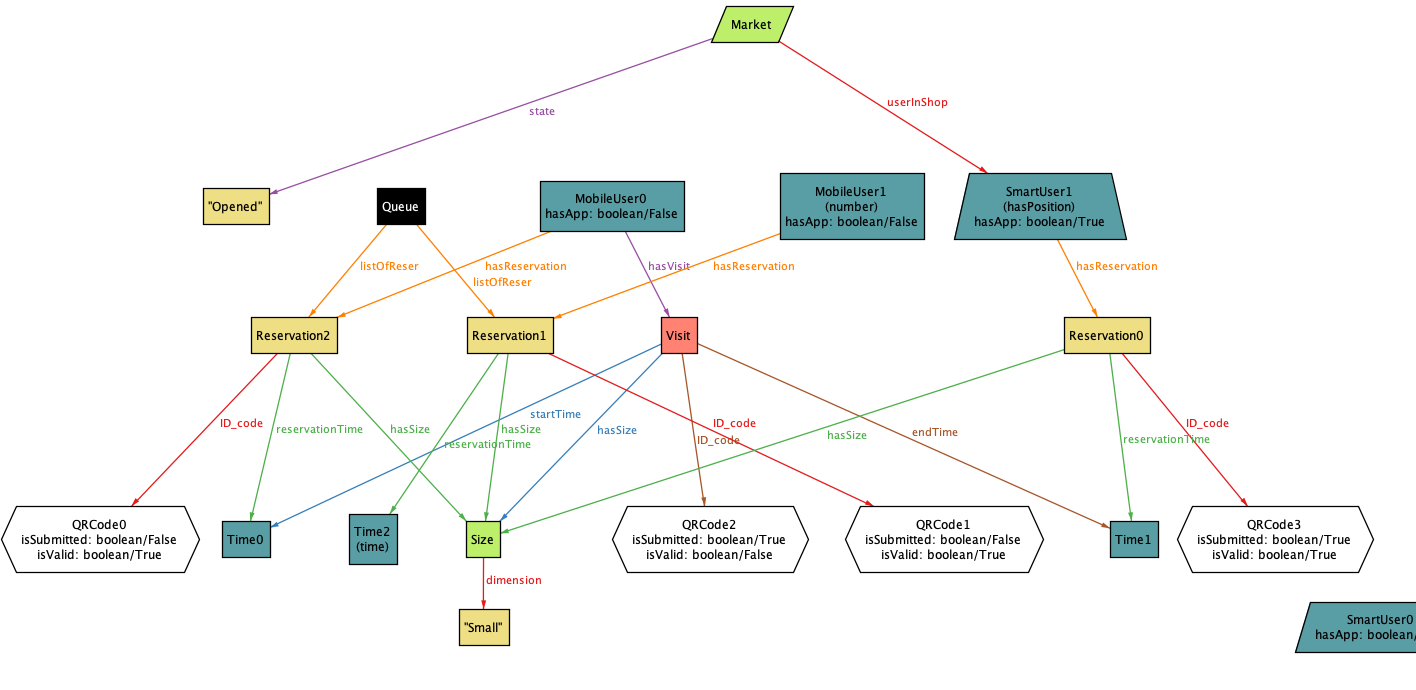 Market
userInShop
state
"Opened"
Queue
MobileUser0
hasApp: boolean/False
MobileUser1
(number)
hasApp: boolean/False
SmartUser1
(hasPosition)
hasApp: boolean/True
listOfReser
hasReservation
listOfReser
hasVisit
hasReservation
hasReservation
Reservation2
Reservation1
Visit
Reservation0
ID_code
reservationTime
hasSize
reservationTime
hasSize
startTime
hasSize
ID_code
ID_code
hasSize
endTime
reservationTime
ID_code
QRCode0
isSubmitted: boolean/False
isValid: boolean/True
Time0
Time2
(time)
Size
QRCode2
isSubmitted: boolean/True
isValid: boolean/False
QRCode1
isSubmitted: boolean/False
isValid: boolean/True
Time1
QRCode3
isSubmitted: boolean/True
isValid: boolean/True
dimension
"Small"
SmartUser0
hasApp: boolean/